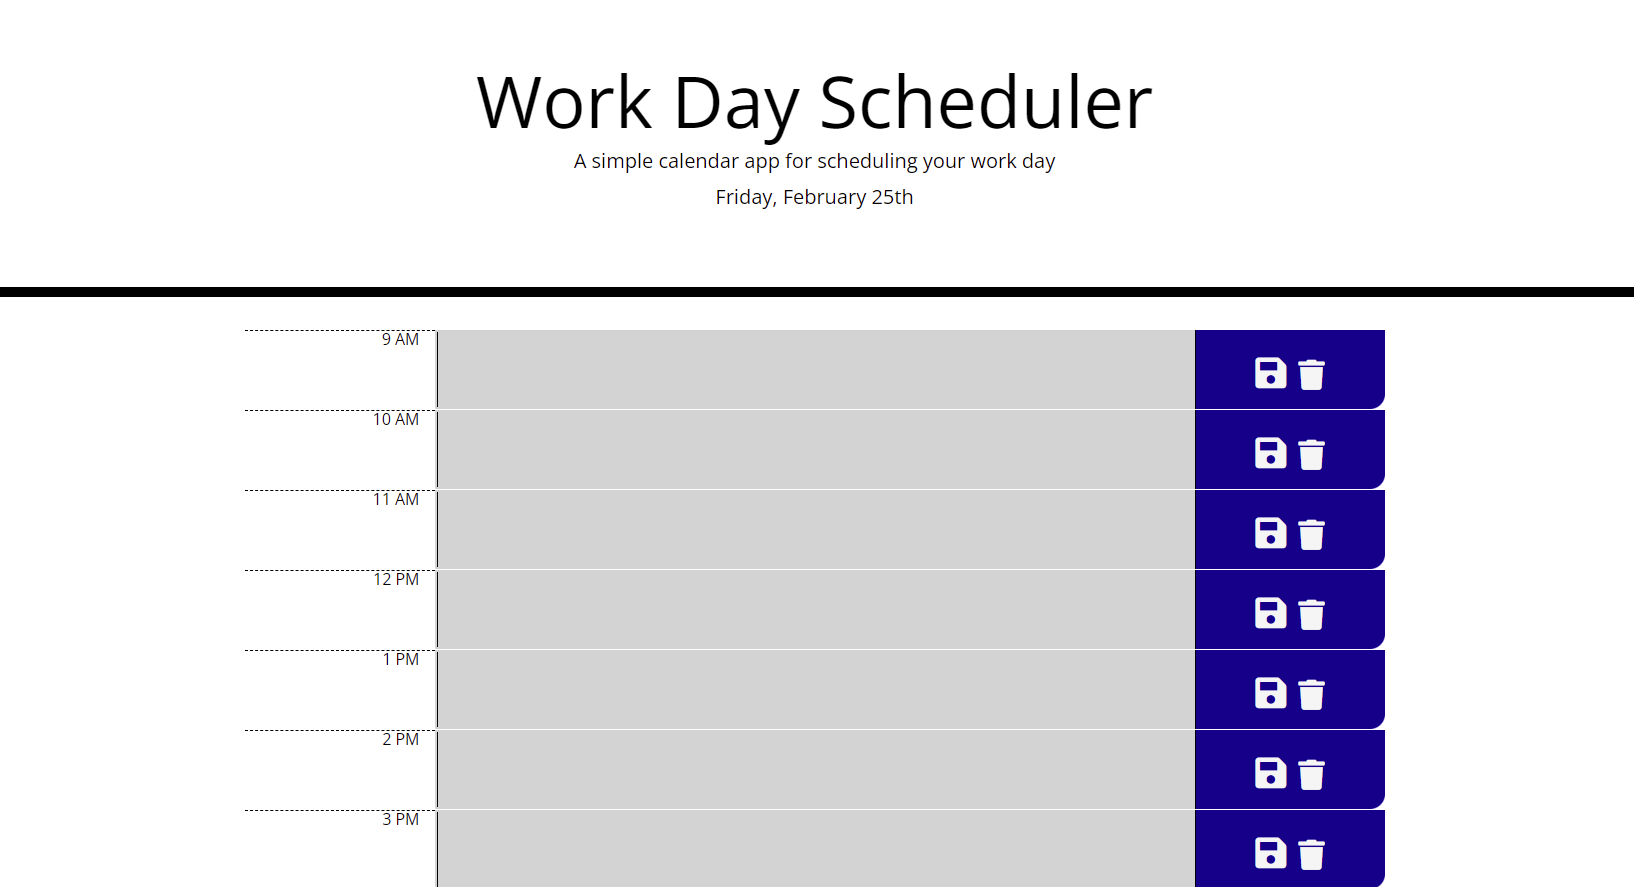 Work Day Scheduler
A simple calendar app for scheduling your work day
Friday, February 25th
9 AM
10 AM
11 AM
12 PM
1 PM
2 PM
3 PM